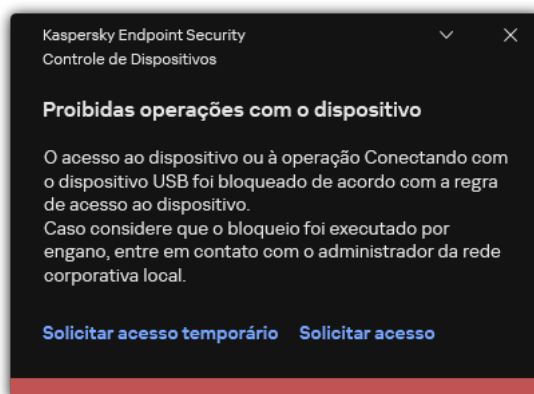 Kaspersky Endpoint Security
Controle de Dispositivos
Proibidas operações com o dispositivo
O acesso ao dispositivo ou à operação Conectando com
o dispositivo USB foi bloqueado de acordo com a regra
de acesso ao dispositivo.
Caso considere que o bloqueio foi executado por
engano, entre em contato com o administrador da rede
corporativa local.
Solicitar acesso temporário Solicitar acesso